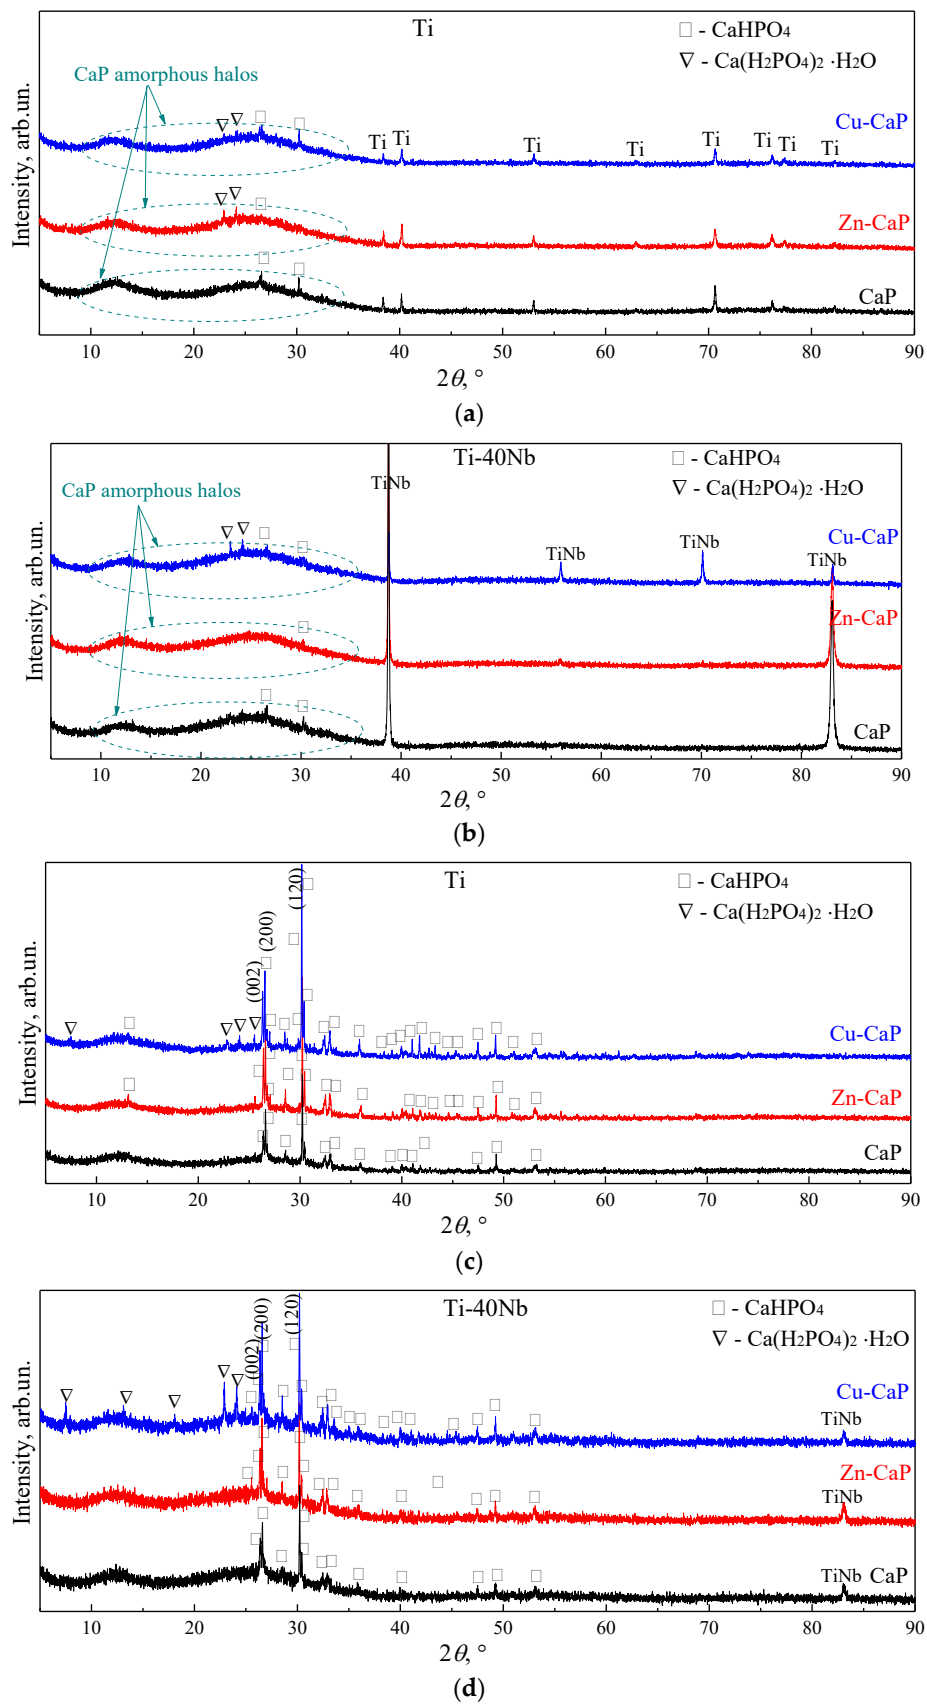 Ti
□ - CaHPO4
∇ - Ca(H2PO4)2 ·H2O
CaP amorphous halos
Cu-CaP
Ti Ti Ti Ti Ti Ti Ti Ti
Zn-CaP
CaP
Intensity, arb.un.
10 20 30 40 50 60 70 80 90
2θ, °
(a)
Ti-40Nb
□ - CaHPO4
∇ - Ca(H2PO4)2 ·H2O
CaP amorphous halos
TiNb
Cu-CaP
TiNb TiNb TiNb
Zn-CaP
CaP
Intensity, arb.un.
10 20 30 40 50 60 70 80 90
2θ, °
(b)
Ti
□ - CaHPO4
∇ - Ca(H2PO4)2 ·H2O
(002) (200) (120)
Cu-CaP
Zn-CaP
CaP
Intensity, arb.un.
10 20 30 40 50 60 70 80 90
2θ, °
(c)
Ti-40Nb
□ - CaHPO4
∇ - Ca(H2PO4)2 ·H2O
(002) (200) (120)
Cu-CaP
TiNb
Zn-CaP
TiNb
TiNb CaP
Intensity, arb.un.
10 20 30 40 50 60 70 80 90
2θ, °
(d)